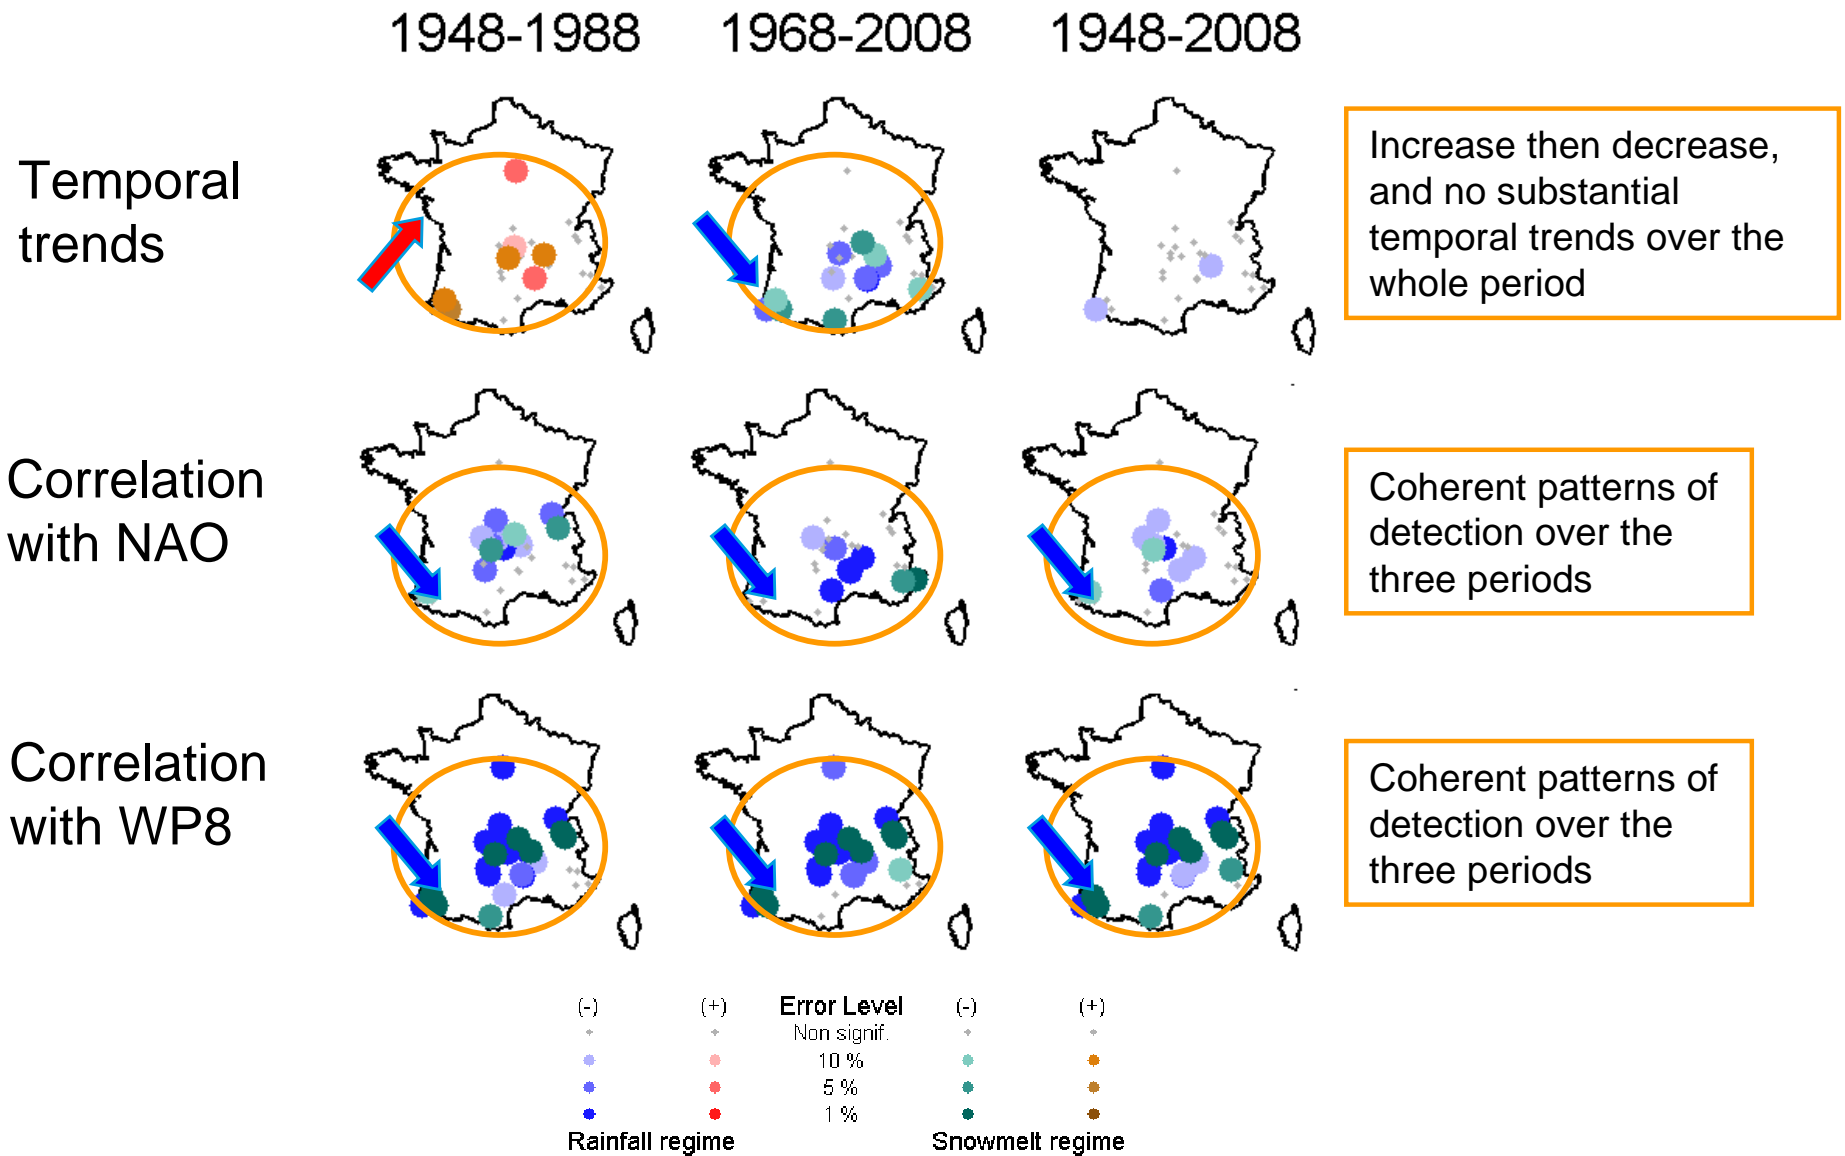 1948-1988 1968-2008 1948-2008
Temporal
trends
Increase then decrease,
and no substantial
temporal trends over the
whole period
Correlation
with NAO
Coherent patterns of
detection over the
three periods
Correlation
with WP8
Coherent patterns of
detection over the
three periods
(-) (+) Error Level (-) (+)
Non signif.
10 %
5 %
1 %
Rainfall regime Snowmelt regime